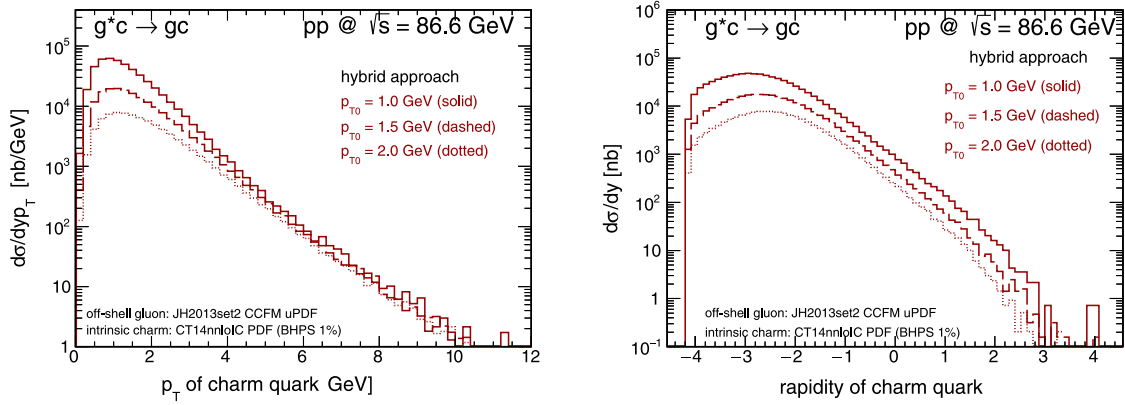 g*c → gc
pp @ √s = 86.6 GeV
hybrid approach
p_T0 = 1.0 GeV (solid)
p_T0 = 1.5 GeV (dashed)
p_T0 = 2.0 GeV (dotted)
dσ/dyp_T [nb/GeV]
10^5
10^4
10^3
10^2
10
1
off-shell gluon: JH2013set2 CCFM uPDF
intrinsic charm: CT14nnloIC PDF (BHPS 1%)
0 2 4 6 8 10 12
p_T of charm quark GeV]
g*c → gc
pp @ √s = 86.6 GeV
hybrid approach
p_T0 = 1.0 GeV (solid)
p_T0 = 1.5 GeV (dashed)
p_T0 = 2.0 GeV (dotted)
dσ/dy [nb]
10^6
10^5
10^4
10^3
10^2
10
1
10^−1
off-shell gluon: JH2013set2 CCFM uPDF
intrinsic charm: CT14nnloIC PDF (BHPS 1%)
−4 −3 −2 −1 0 1 2 3 4
rapidity of charm quark